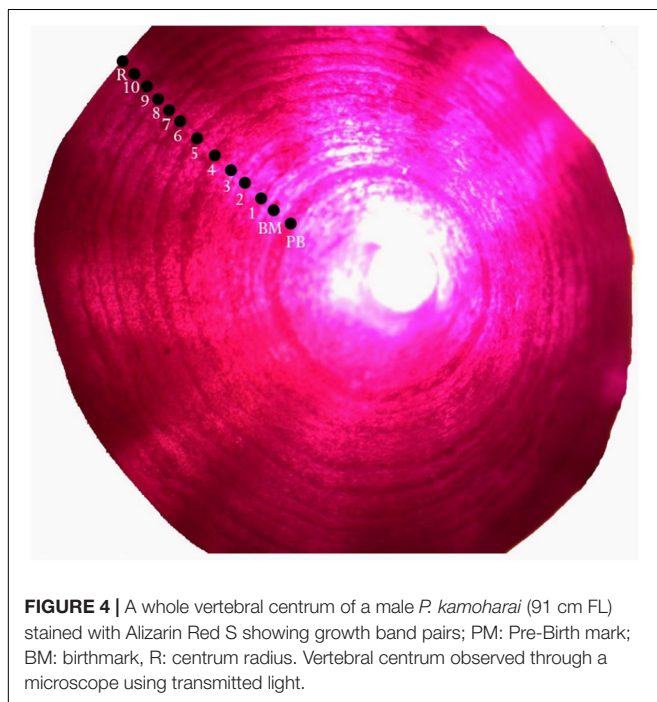 R
10
9
8
7
6
5
4
3
2
1
BM
PB
FIGURE 4 | A whole vertebral centrum of a male P. kamoharai (91 cm FL)
stained with Alizarin Red S showing growth band pairs; PM: Pre-Birth mark;
BM: birthmark, R: centrum radius. Vertebral centrum observed through a
microscope using transmitted light.